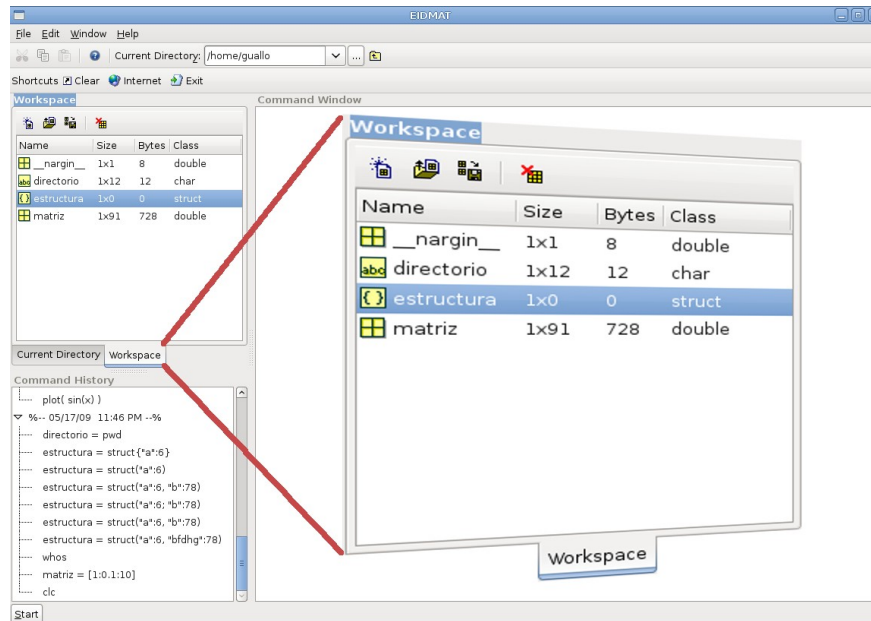 EIDMAT
File Edit Window Help
Current Directory: /home/guallo ...
Shortcuts Clear Internet Exit
Workspace
Name Size Bytes Class
__nargin__ 1x1 8 double
abc directorio 1x12 12 char
{} estructura 1x0 0 struct
matriz 1x91 728 double
Current Directory Workspace
Command History
plot( sin(x) )
%-- 05/17/09 11:46 PM --%
directorio = pwd
estructura = struct{"a":6}
estructura = struct("a":6)
estructura = struct("a":6, "b":78)
estructura = struct("a":6; "b":78)
estructura = struct("a":6, "b":78)
estructura = struct("a":6, "bfdhg":78)
whos
matriz = [1:0.1:10]
clc
Start
Command Window
Workspace
Name Size Bytes Class
__nargin__ 1x1 8 double
abc directorio 1x12 12 char
{} estructura 1x0 0 struct
matriz 1x91 728 double
Workspace